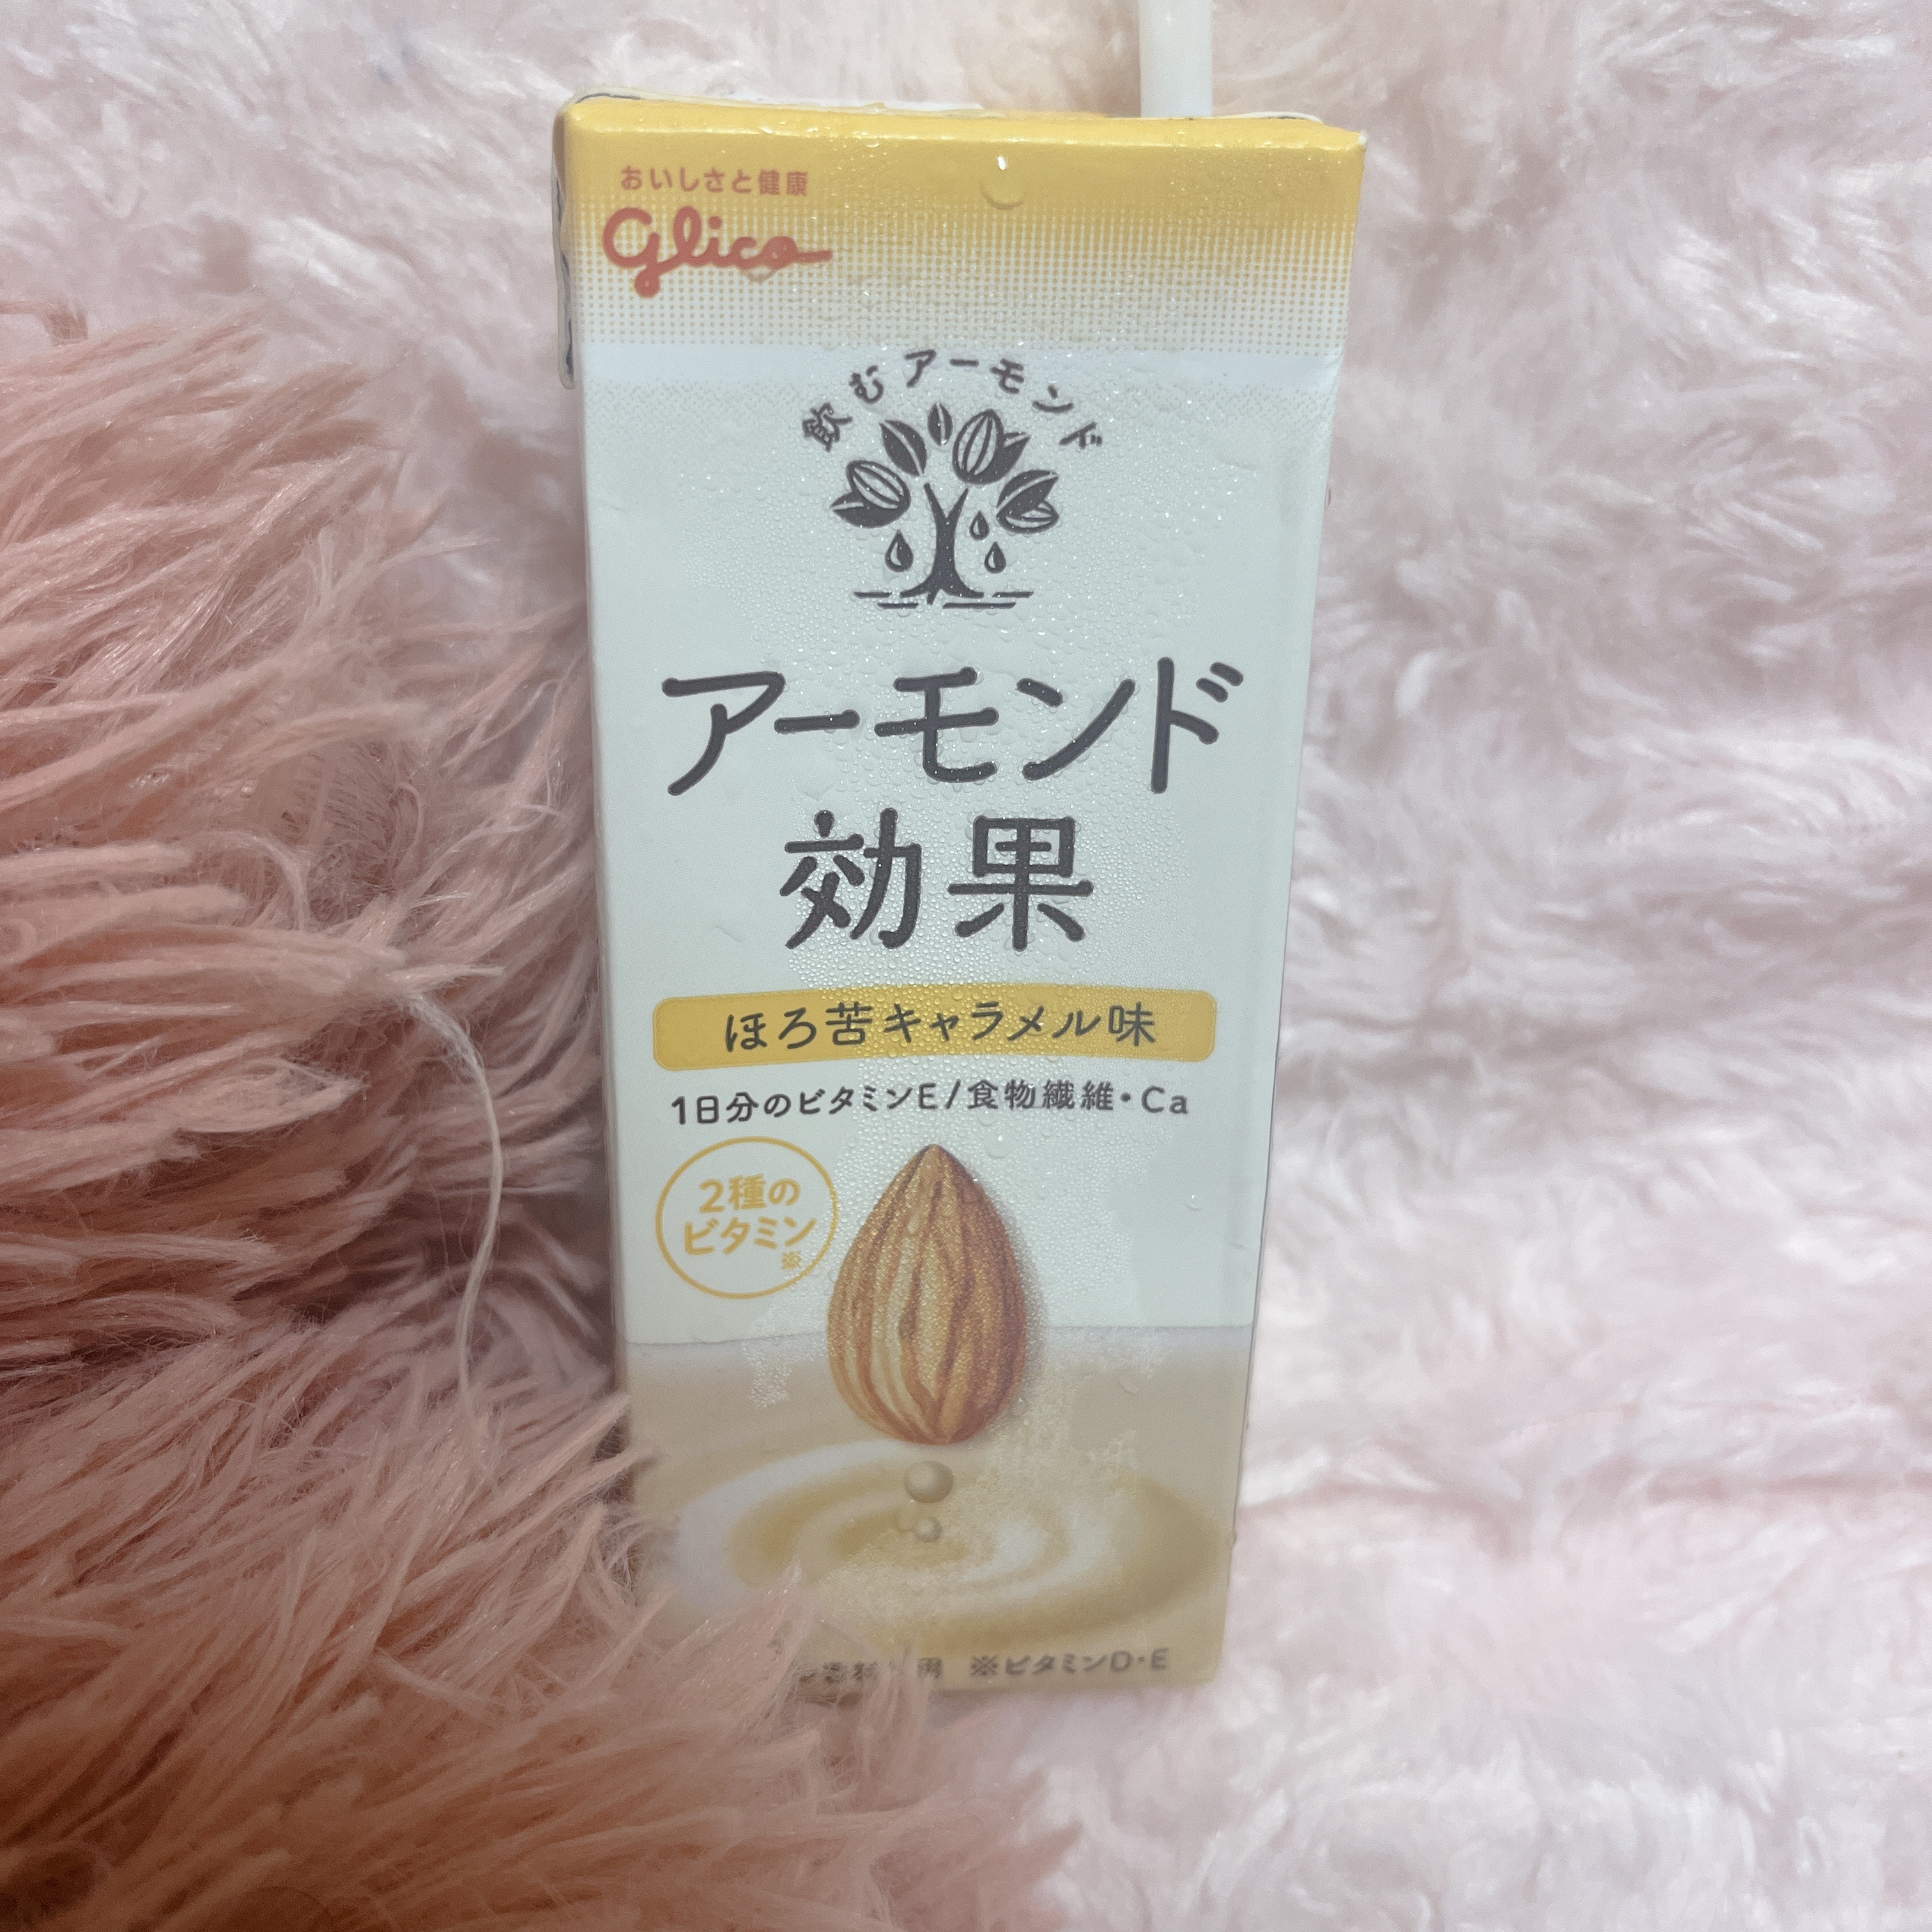 おいしさと健康
glico
飲むアーモンド
アーモンド
効果
ほろ苦キャラメル味
1日分のビタミンE/食物繊維・Ca
2種の
ビタミン
※
※ビタミンD・E